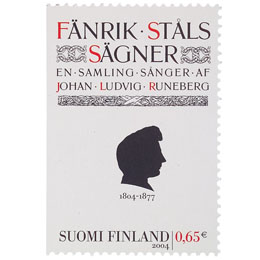 FÄNRIK·STÅLS
SÄGNER
EN·SAMLING·SÅNGER·AF
JOHAN·LUDVIG·RUNEBERG
1804-1877
SUOMI FINLAND 0,65€
2004